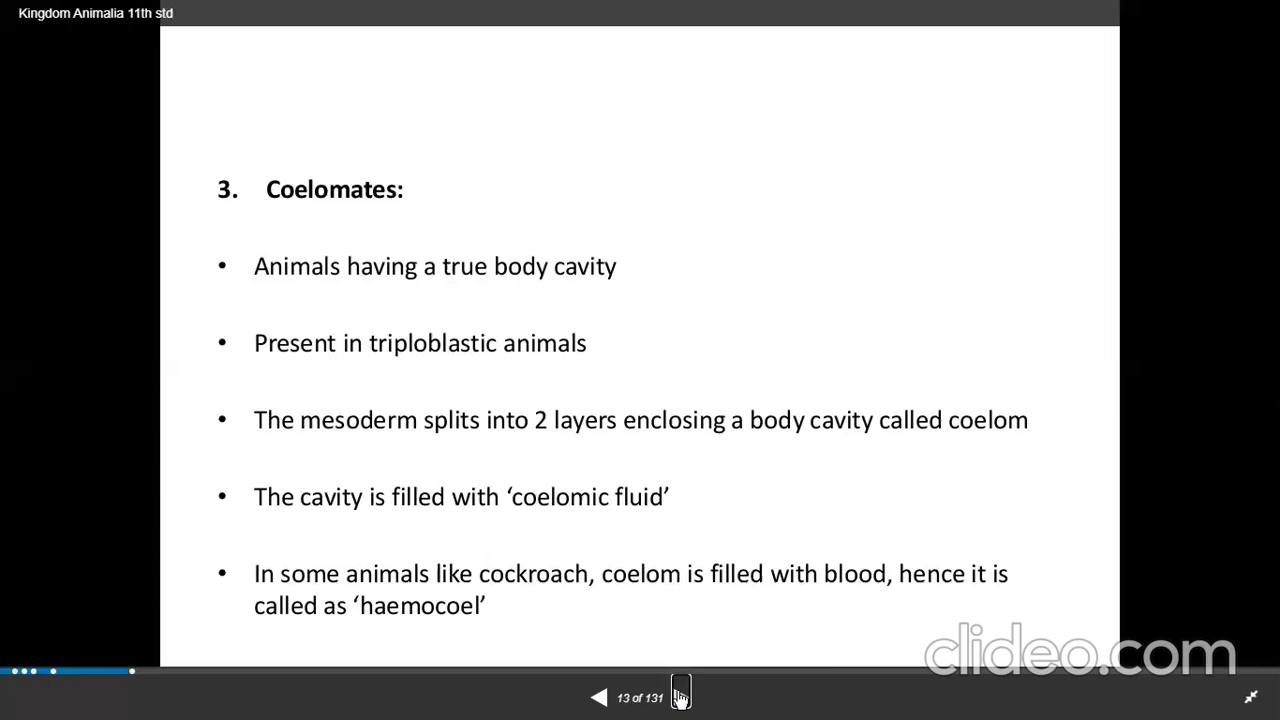 Kingdom Animalia 11th std
3. Coelomates:
• Animals having a true body cavity
• Present in triploblastic animals
• The mesoderm splits into 2 layers enclosing a body cavity called coelom
• The cavity is filled with ‘coelomic fluid’
• In some animals like cockroach, coelom is filled with blood, hence it is
called as ‘haemocoel’
clideo.com
13 of 131